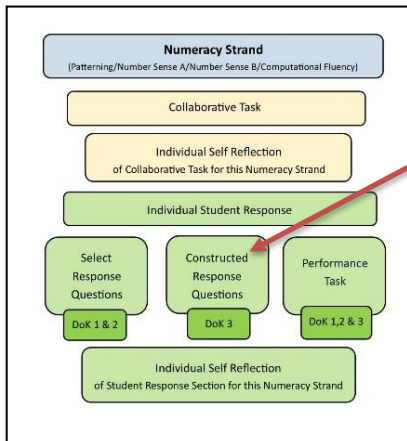 Numeracy Strand
(Patterning/Number Sense A/Number Sense B/Computational Fluency)
Collaborative Task
Individual Self Reflection
of Collaborative Task for this Numeracy Strand
Individual Student Response
Select
Response
Questions
DoK 1 & 2
Constructed
Response
Questions
DoK 3
Performance
Task
DoK 1,2 & 3
Individual Self Reflection
of Student Response Section for this Numeracy Strand